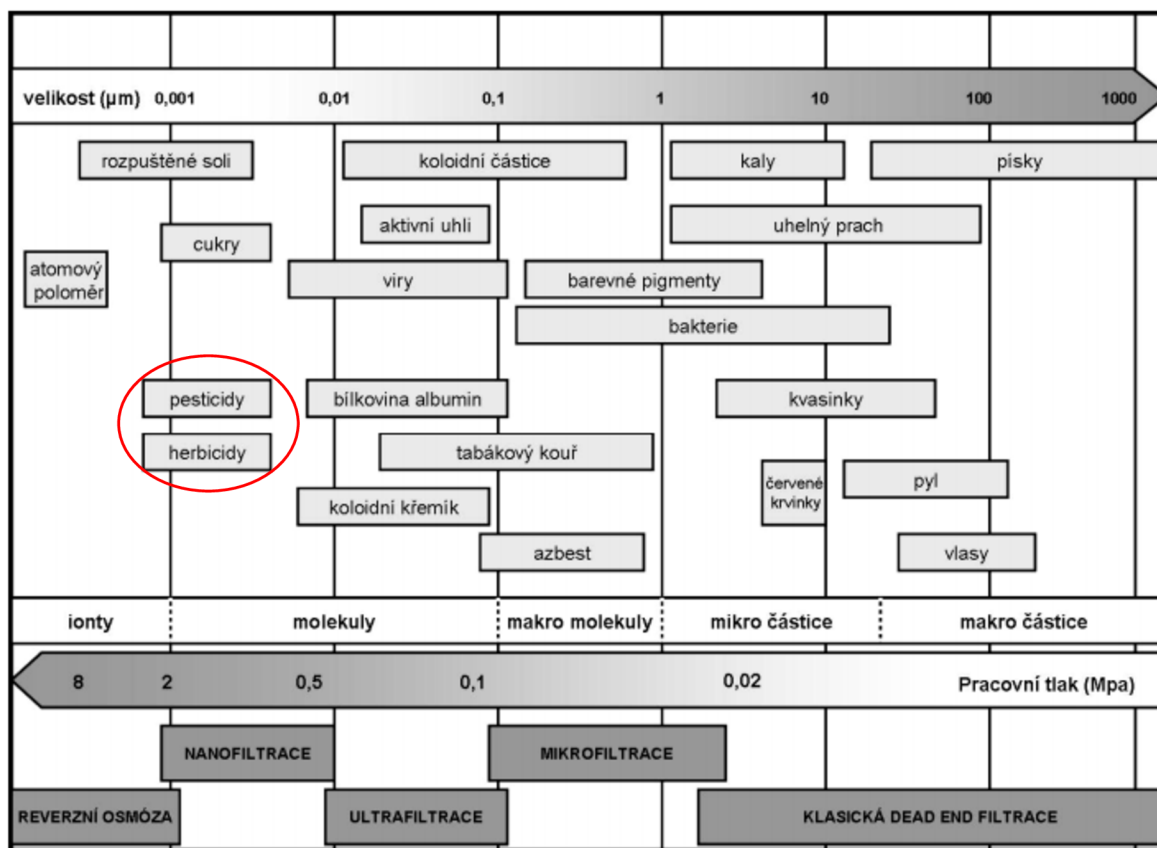 velikost (µm) 0,001 0,01 0,1 1 10 100 1000
rozpuštěné soli koloidní částice kaly písky
aktivní uhli uhelný prach
cukry
atomový
poloměr
viry barevné pigmenty
bakterie
pesticidy bílkovina albumin kvasinky
herbicidy tabákový kouř
červené
krvinky
pyl
koloidní křemík
azbest vlasy
ionty molekuly makro molekuly mikro částice makro částice
8 2 0,5 0,1 0,02 Pracovní tlak (Mpa)
NANOFILTRACE MIKROFILTRACE
REVERZNÍ OSMÓZA ULTRAFILTRACE KLASICKÁ DEAD END FILTRACE